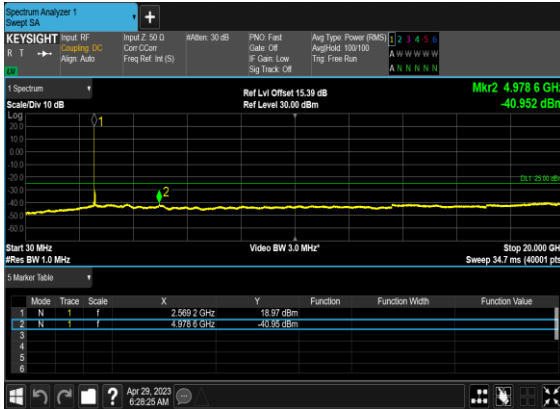 Spectrum Analyzer 1
Swept SA
+
KEYSIGHT
R T
Input: RF
Coupling: DC
Align: Auto
Input Z: 50 Ω
Corr CCorr
Freq Ref: Int (S)
#Atten: 30 dB
PNO: Fast
Gate: Off
IF Gain: Low
Sig Track: Off
Avg Type: Power (RMS)
Avg|Hold: 100/100
Trig: Free Run
1 2 3 4 5 6
A W W W W W
A N N N N N
1 Spectrum
Scale/Div 10 dB
Ref Lvl Offset 15.39 dB
Ref Level 30.00 dBm
Mkr2 4.978 6 GHz
-40.952 dBm
Log
20.0
10.0
0.00
-10.0
-20.0
-30.0
-40.0
-50.0
-60.0
1
2
DL1 -25.00 dBm
Start 30 MHz
#Res BW 1.0 MHz
Video BW 3.0 MHz*
Stop 20.000 GH
Sweep 34.7 ms (40001 pts
5 Marker Table
Mode Trace Scale X Y Function Function Width Function Value
1 N 1 f 2.569 2 GHz 18.97 dBm
2 N 1 f 4.978 6 GHz -40.95 dBm
3
4
5
6
?
Apr 29, 2023
6:28:25 AM